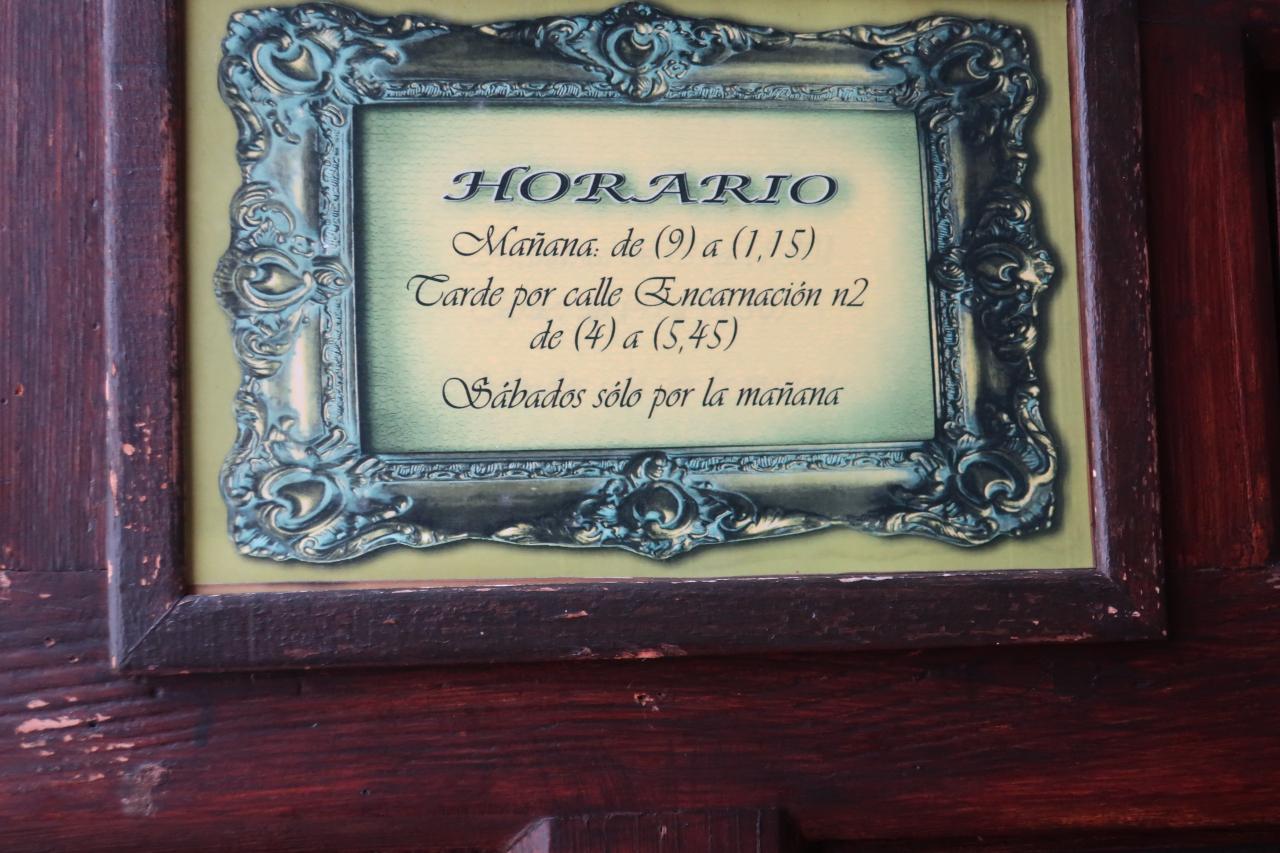 HORARIO
Mañana: de (9) a (1,15)
Tarde por calle Encarnación n2
de (4) a (5,45)
Sábados sólo por la mañana